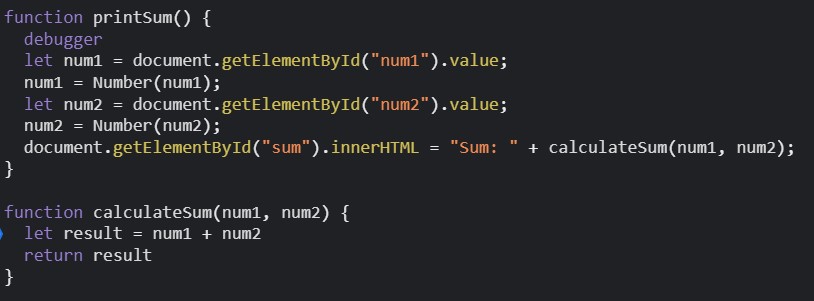 function printSum() {
  debugger
  let num1 = document.getElementById("num1").value;
  num1 = Number(num1);
  let num2 = document.getElementById("num2").value;
  num2 = Number(num2);
  document.getElementById("sum").innerHTML = "Sum: " + calculateSum(num1, num2);
}

function calculateSum(num1, num2) {
  let result = num1 + num2
  return result
}